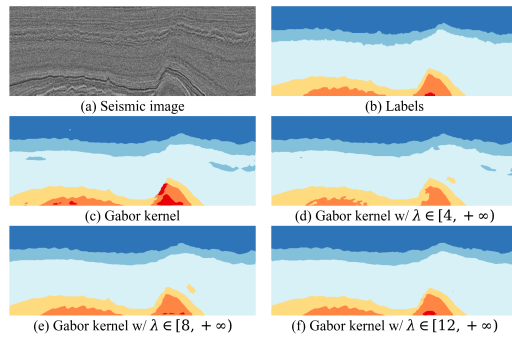 (a) Seismic image
(b) Labels
(c) Gabor kernel
(d) Gabor kernel w/ λ ∈ [4, +∞)
(e) Gabor kernel w/ λ ∈ [8, +∞)
(f) Gabor kernel w/ λ ∈ [12, +∞)